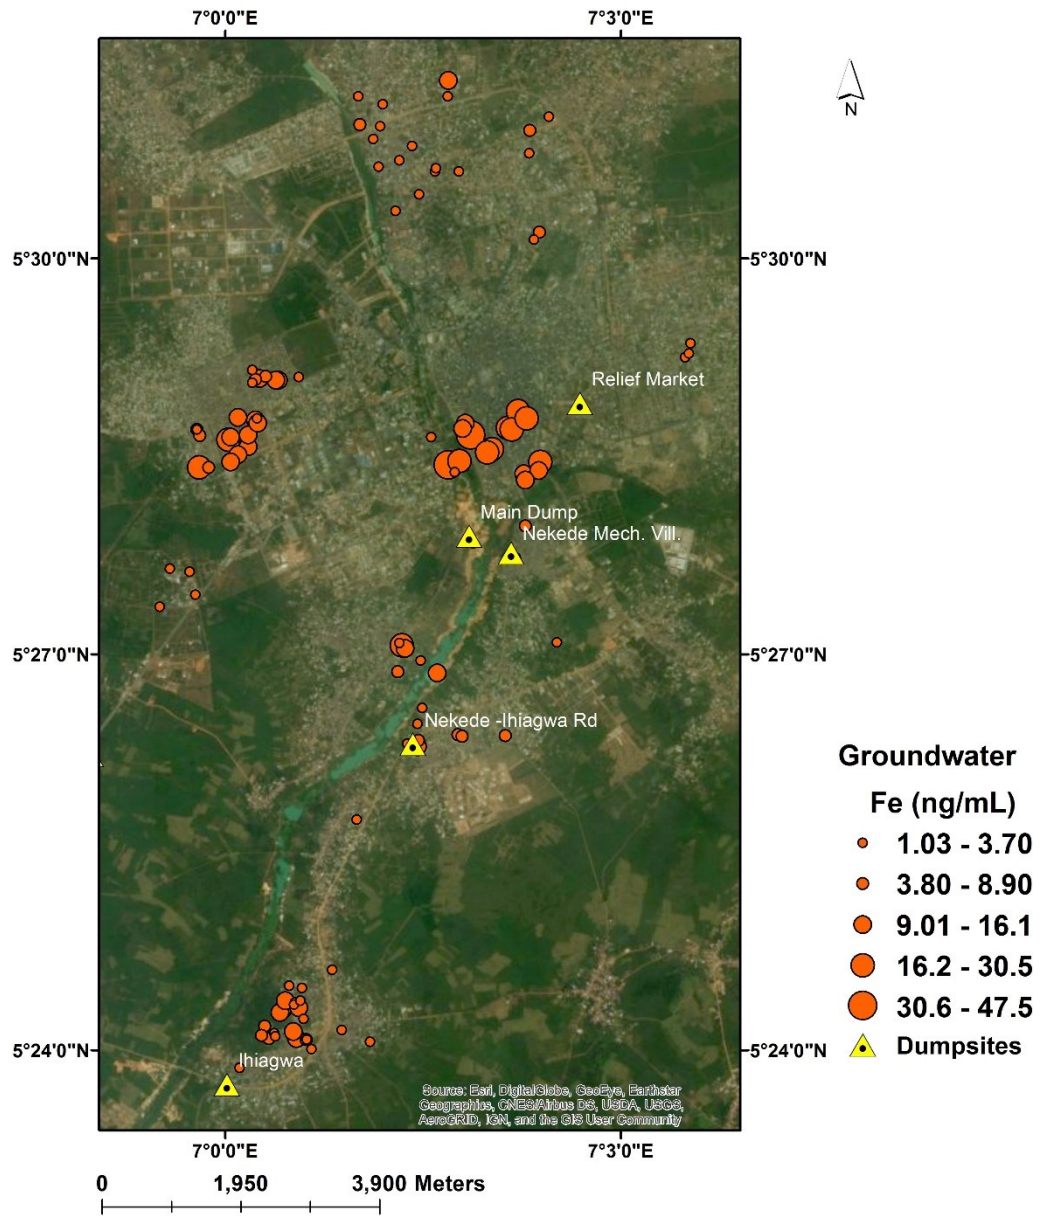 7°0'0"E
7°3'0"E
N
5°30'0"N
5°30'0"N
Relief Market
Main Dump
Nekede Mech. Vill.
5°27'0"N
5°27'0"N
Nekede -Ihiagwa Rd
Groundwater
Fe (ng/mL)
1.03 - 3.70
3.80 - 8.90
9.01 - 16.1
16.2 - 30.5
30.6 - 47.5
Dumpsites
5°24'0"N
5°24'0"N
Ihiagwa
Source: Esri, DigitalGlobe, GeoEye, Earthstar
Geographics, CNES/Airbus DS, USDA, USGS,
AeroGRID, IGN, and the GIS User Community
7°0'0"E
7°3'0"E
0 1,950 3,900 Meters